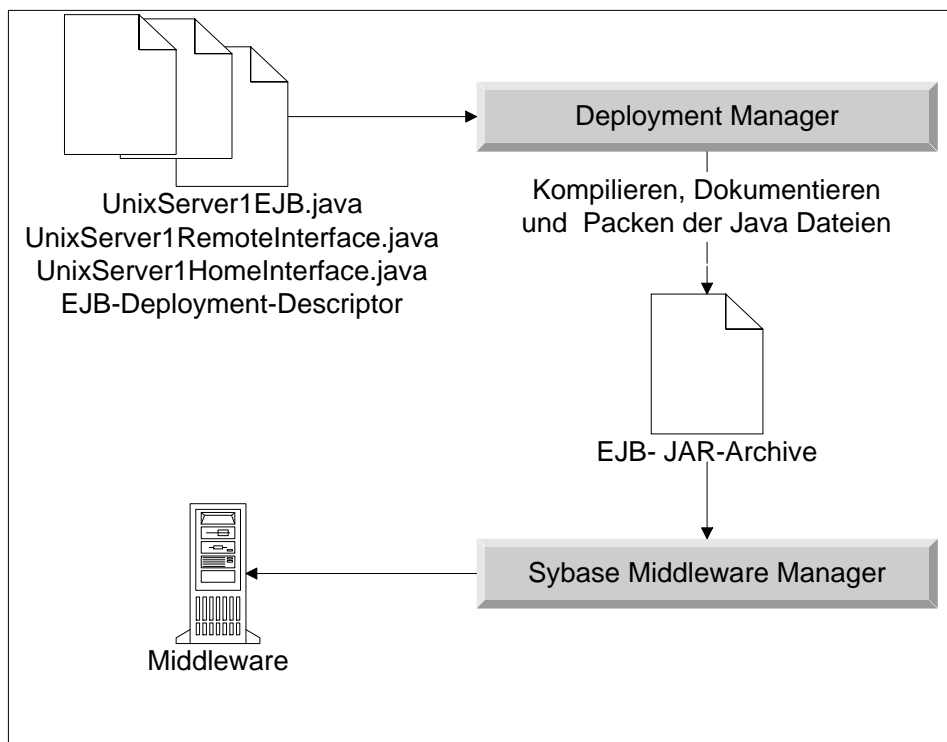 Deployment Manager
UnixServer1EJB.java
UnixServer1RemoteInterface.java
UnixServer1HomeInterface.java
EJB-Deployment-Descriptor
Kompilieren, Dokumentieren
und Packen der Java Dateien
EJB- JAR-Archive
Sybase Middleware Manager
Middleware